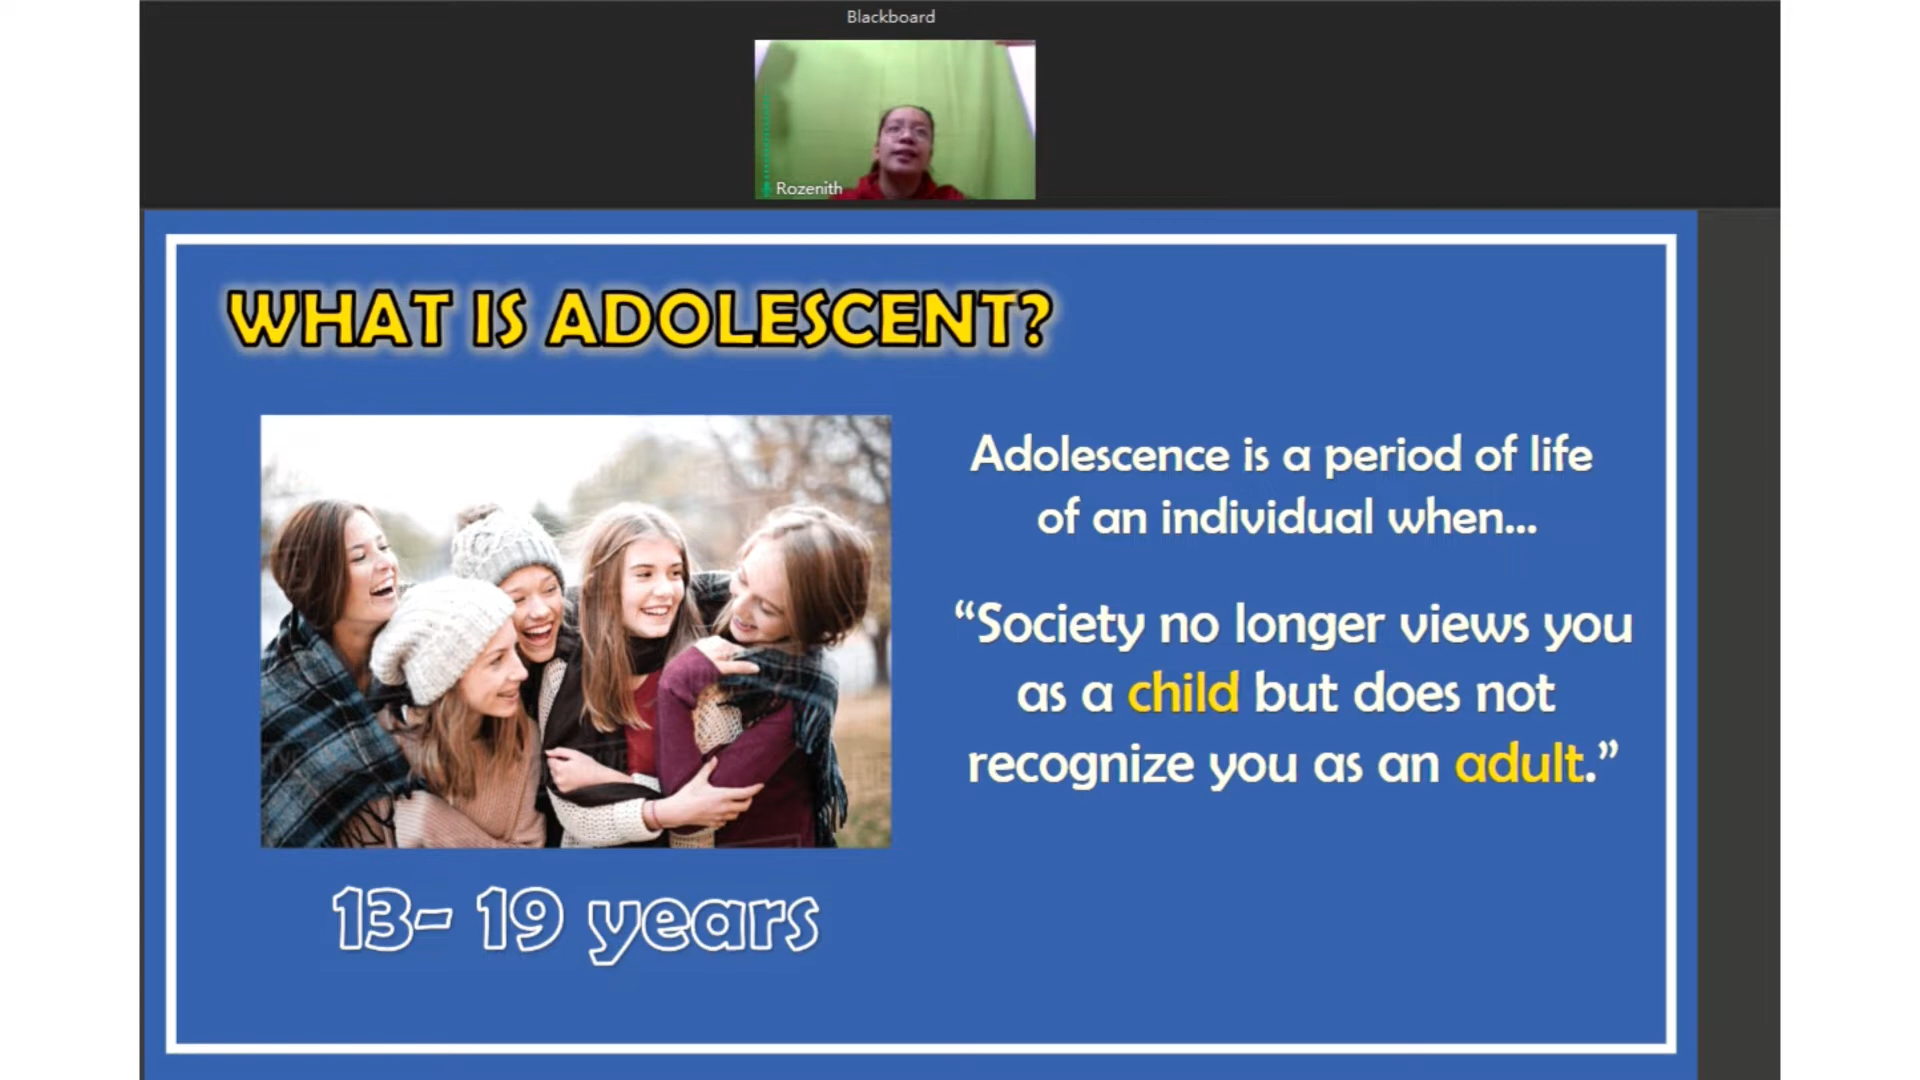 Blackboard
Rozenith
WHAT IS ADOLESCENT?
Adolescence is a period of life
of an individual when...
“Society no longer views you
as a child but does not
recognize you as an adult.”
13- 19 years